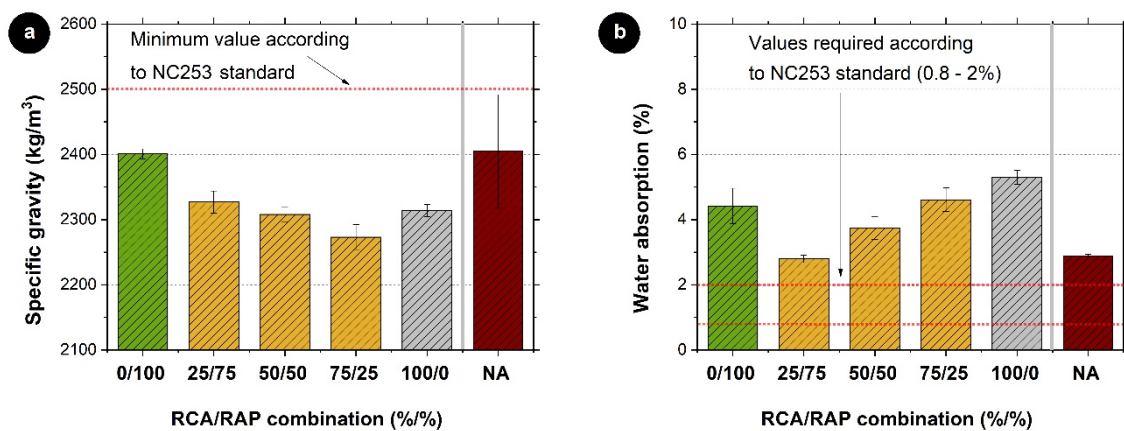 a
Minimum value according
to NC253 standard
Specific gravity (kg/m³)
2600
2500
2400
2300
2200
2100
0/100 25/75 50/50 75/25 100/0 NA
RCA/RAP combination (%/%)
b
Values required according
to NC253 standard (0.8 - 2%)
Water absorption (%)
10
8
6
4
2
0
0/100 25/75 50/50 75/25 100/0 NA
RCA/RAP combination (%/%)